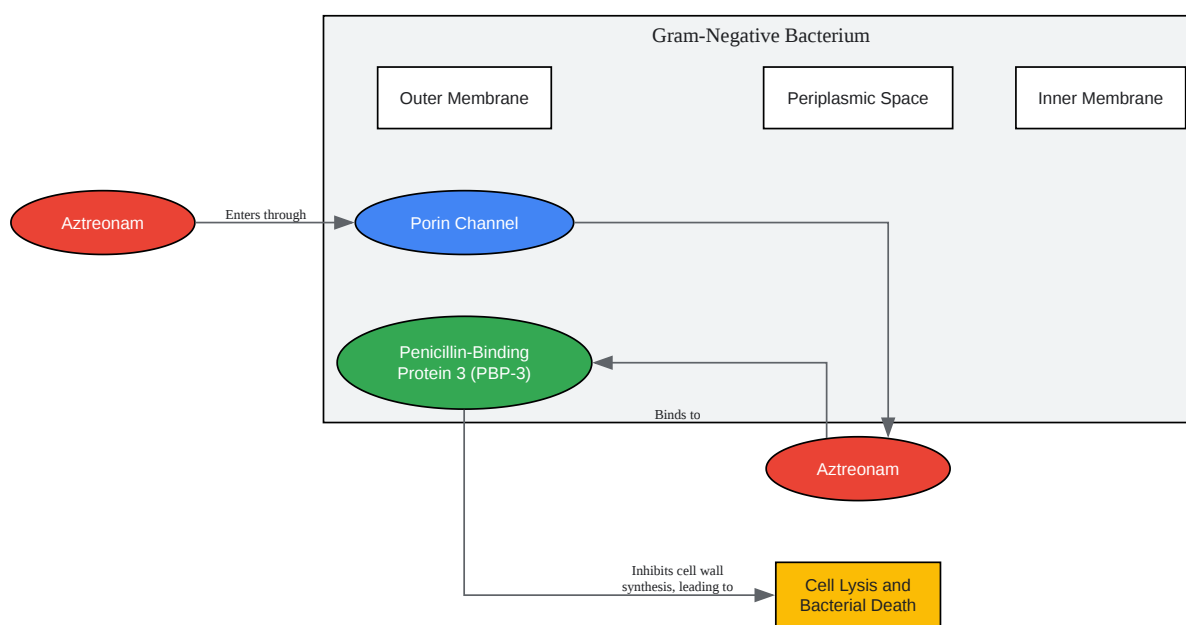 Gram-Negative Bacterium
Outer Membrane
Periplasmic Space
Inner Membrane
Aztreonam
Enters through
Porin Channel
Penicillin-Binding
Protein 3 (PBP-3)
Binds to
Aztreonam
Inhibits cell wall
synthesis, leading to
Cell Lysis and
Bacterial Death